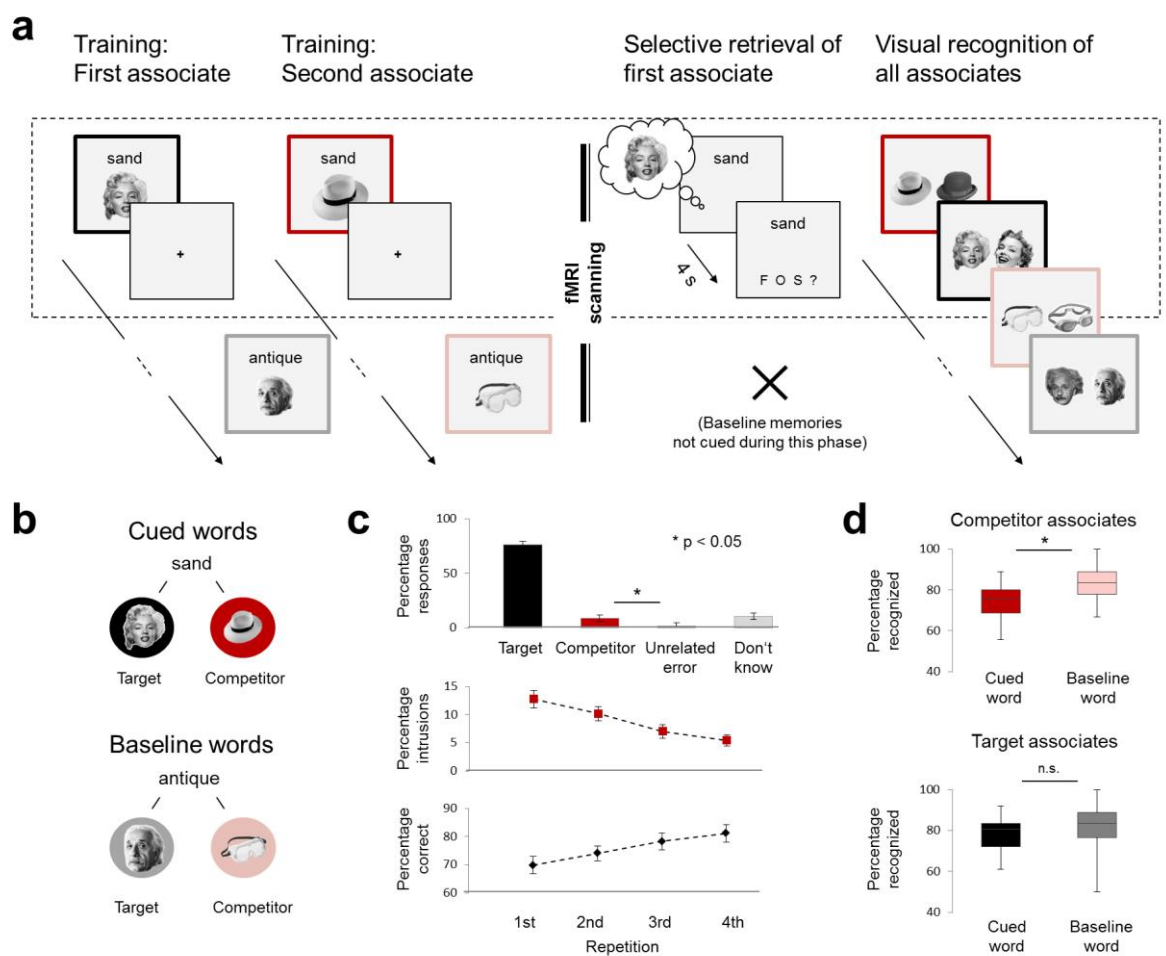 a
Training:
First associate
Training:
Second associate
Selective retrieval of
first associate
Visual recognition of
all associates
sand
+
antique
sand
+
antique
fMRI
scanning
sand
sand
F O S ?
4 s
(Baseline memories
not cued during this phase)
b
Cued words
sand
Target
Competitor
Baseline words
antique
Target
Competitor
c
Percentage
responses
100
50
0
* p < 0.05
*
Target
Competitor
Unrelated
error
Don't
know
Percentage
intrusions
15
10
5
0
Percentage
correct
90
80
70
60
1st
2nd
3rd
4th
Repetition
d
Competitor associates
Percentage
recognized
100
80
60
40
*
Cued
word
Baseline
word
Target associates
Percentage
recognized
100
80
60
40
n.s.
Cued
word
Baseline
word